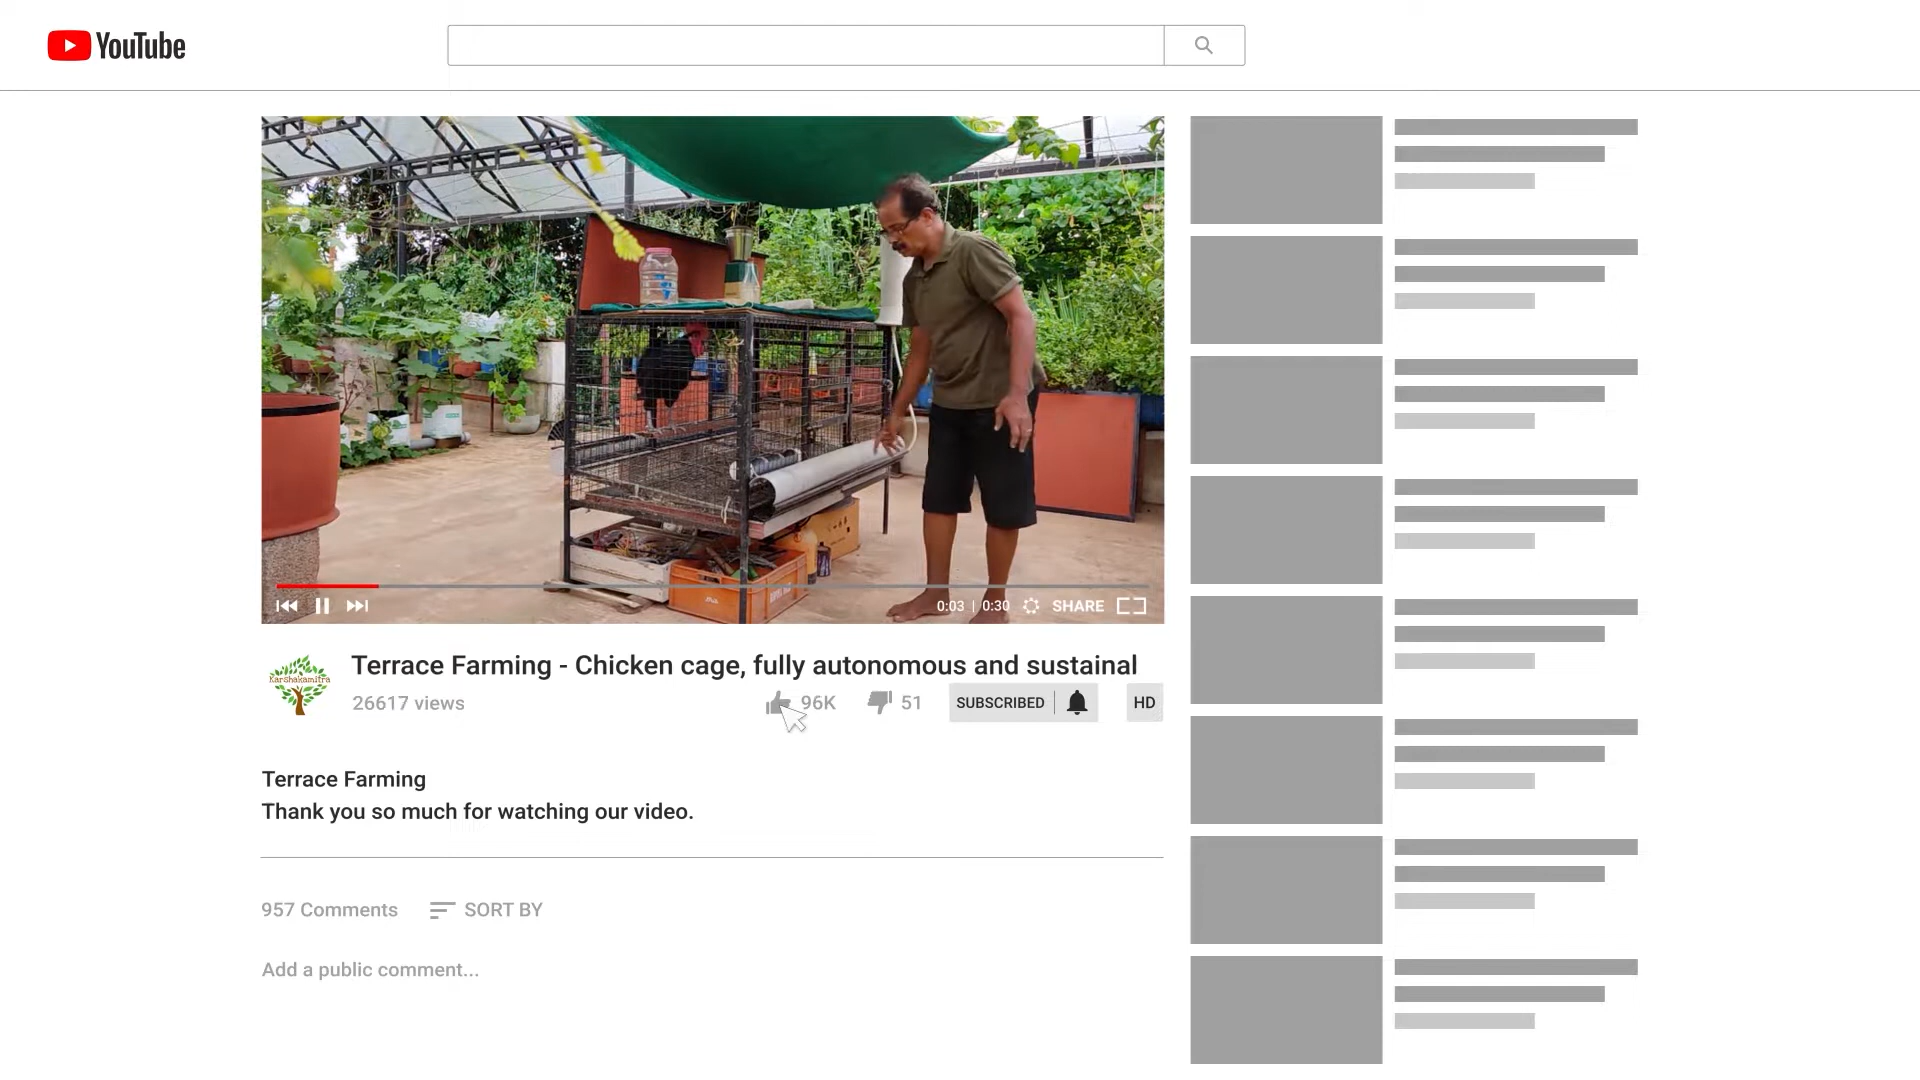 YouTube
0:03 | 0:30 SHARE
Karshakamitra
Terrace Farming - Chicken cage, fully autonomous and sustainal
26617 views
96K
51
SUBSCRIBED
HD
Terrace Farming
Thank you so much for watching our video.
957 Comments
SORT BY
Add a public comment...